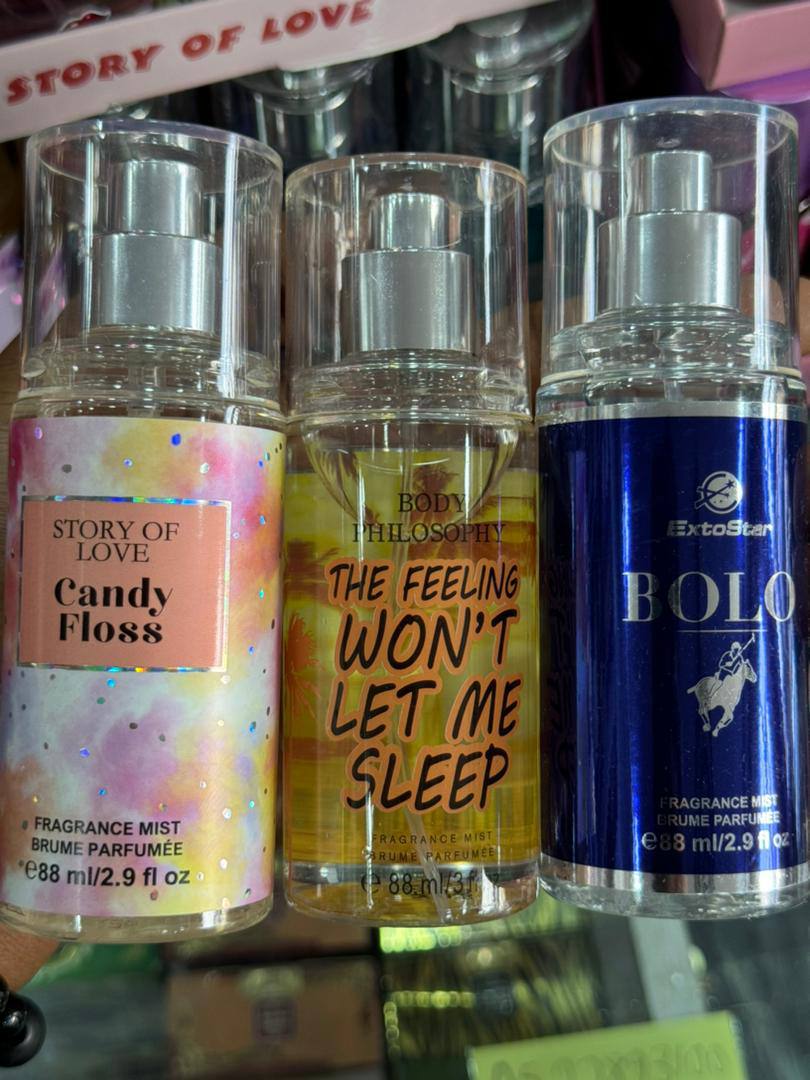 STORY OF LOVE
STORY OF
LOVE
Candy
Floss
FRAGRANCE MIST
BRUME PARFUMÉE
℮88 ml/2.9 fl oz
BODY
PHILOSOPHY
THE FEELING
WON'T
LET ME
SLEEP
FRAGRANCE MIST
BRUME PARFUMÉE
℮ 88 ml/3 fl
ExtoStar
BOLO
FRAGRANCE MIST
BRUME PARFUMÉE
℮88 ml/2.9 fl oz